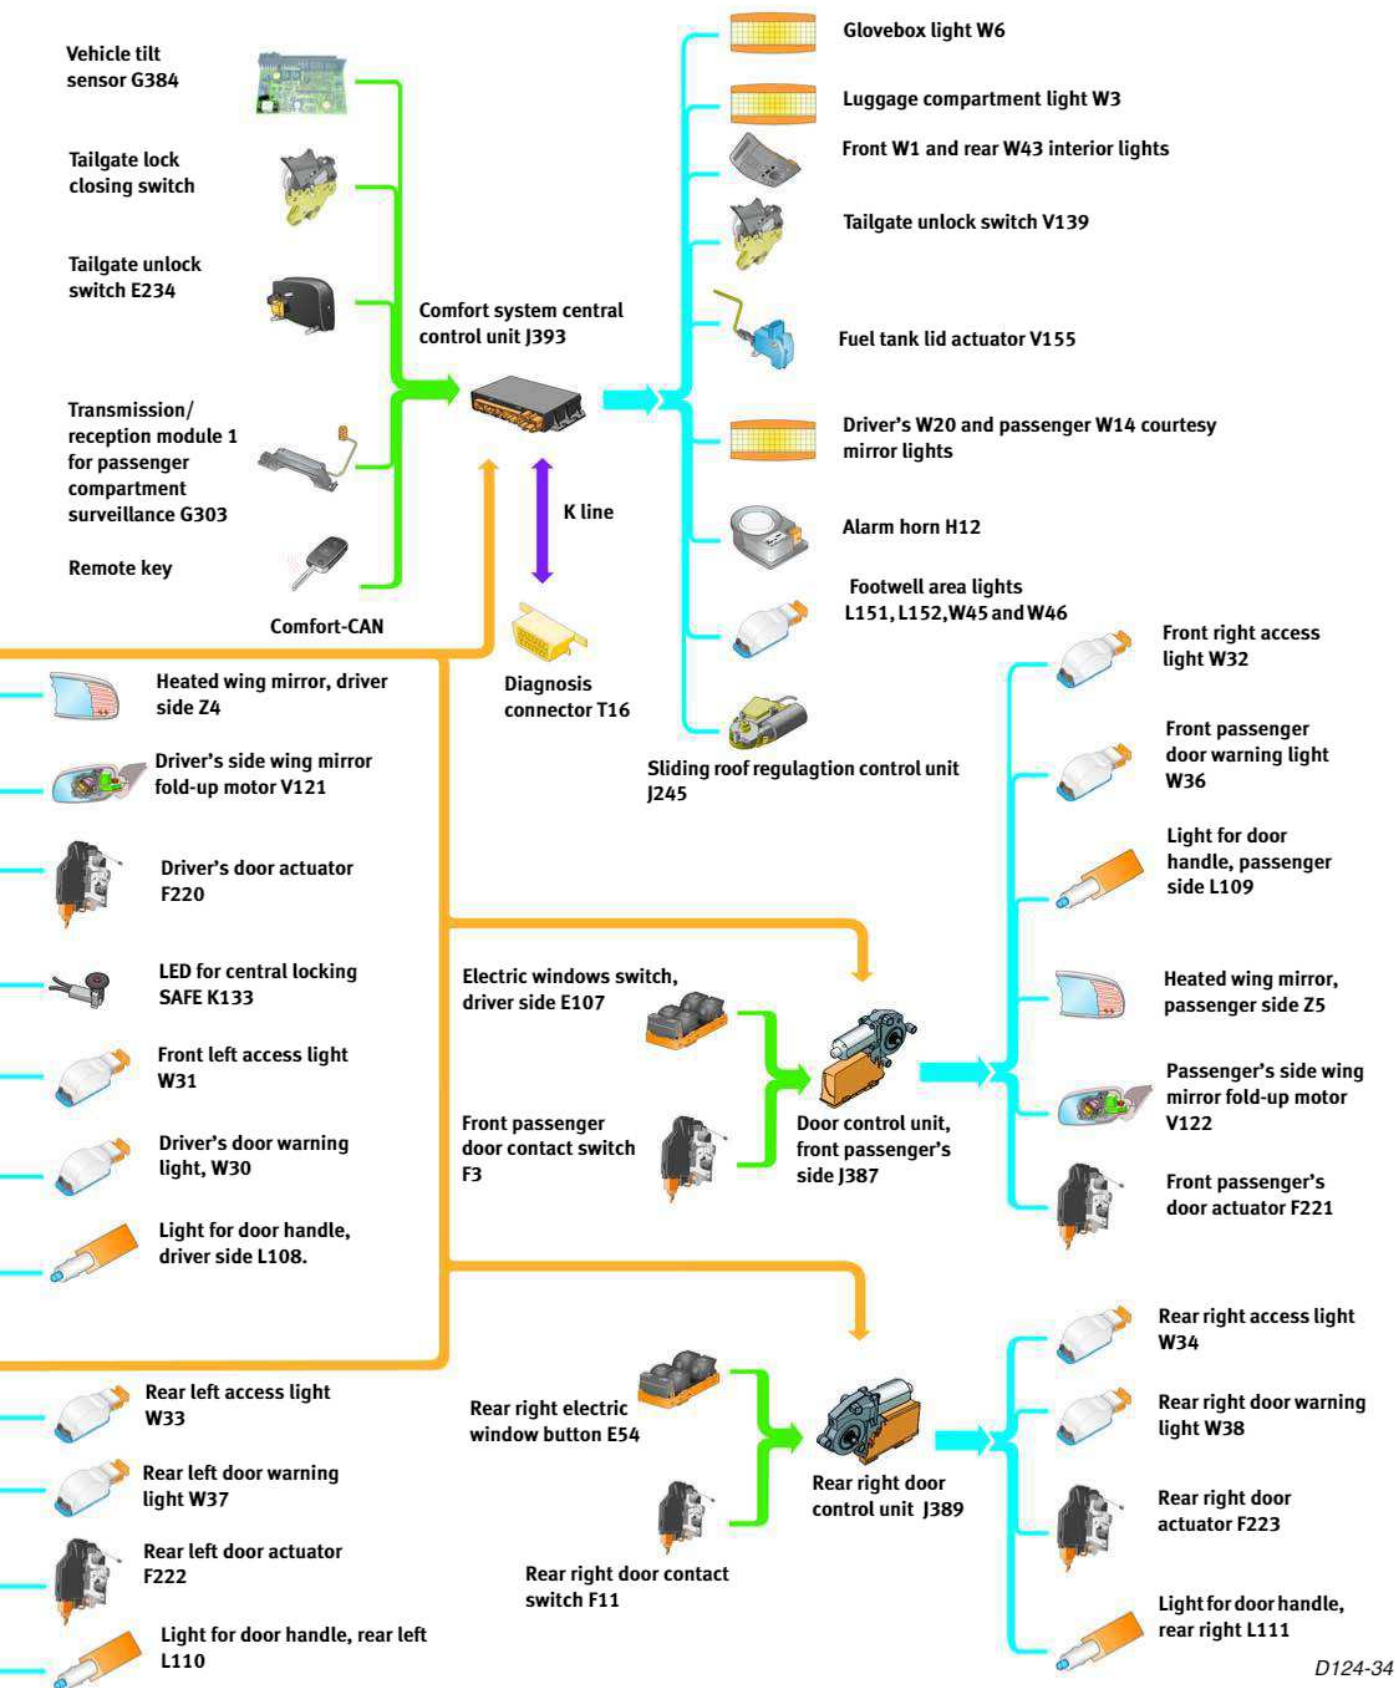 Vehicle tilt
sensor G384
Tailgate lock
closing switch
Tailgate unlock
switch E234
Transmission/
reception module 1
for passenger
compartment
surveillance G303
Remote key
Comfort system central
control unit J393
K line
Comfort-CAN
Diagnosis
connector T16
Glovebox light W6
Luggage compartment light W3
Front W1 and rear W43 interior lights
Tailgate unlock switch V139
Fuel tank lid actuator V155
Driver's W20 and passenger W14 courtesy
mirror lights
Alarm horn H12
Footwell area lights
L151, L152,W45 and W46
Sliding roof regulagtion control unit
J245
Heated wing mirror, driver
side Z4
Driver's side wing mirror
fold-up motor V121
Driver's door actuator
F220
LED for central locking
SAFE K133
Front left access light
W31
Driver's door warning
light, W30
Light for door handle,
driver side L108.
Electric windows switch,
driver side E107
Front passenger
door contact switch
F3
Door control unit,
front passenger's
side J387
Front right access
light W32
Front passenger
door warning light
W36
Light for door
handle, passenger
side L109
Heated wing mirror,
passenger side Z5
Passenger's side wing
mirror fold-up motor
V122
Front passenger's
door actuator F221
Rear left access light
W33
Rear left door warning
light W37
Rear left door actuator
F222
Light for door handle, rear left
L110
Rear right electric
window button E54
Rear right door contact
switch F11
Rear right door
control unit J389
Rear right access light
W34
Rear right door warning
light W38
Rear right door
actuator F223
Light for door handle,
rear right L111
D124-34